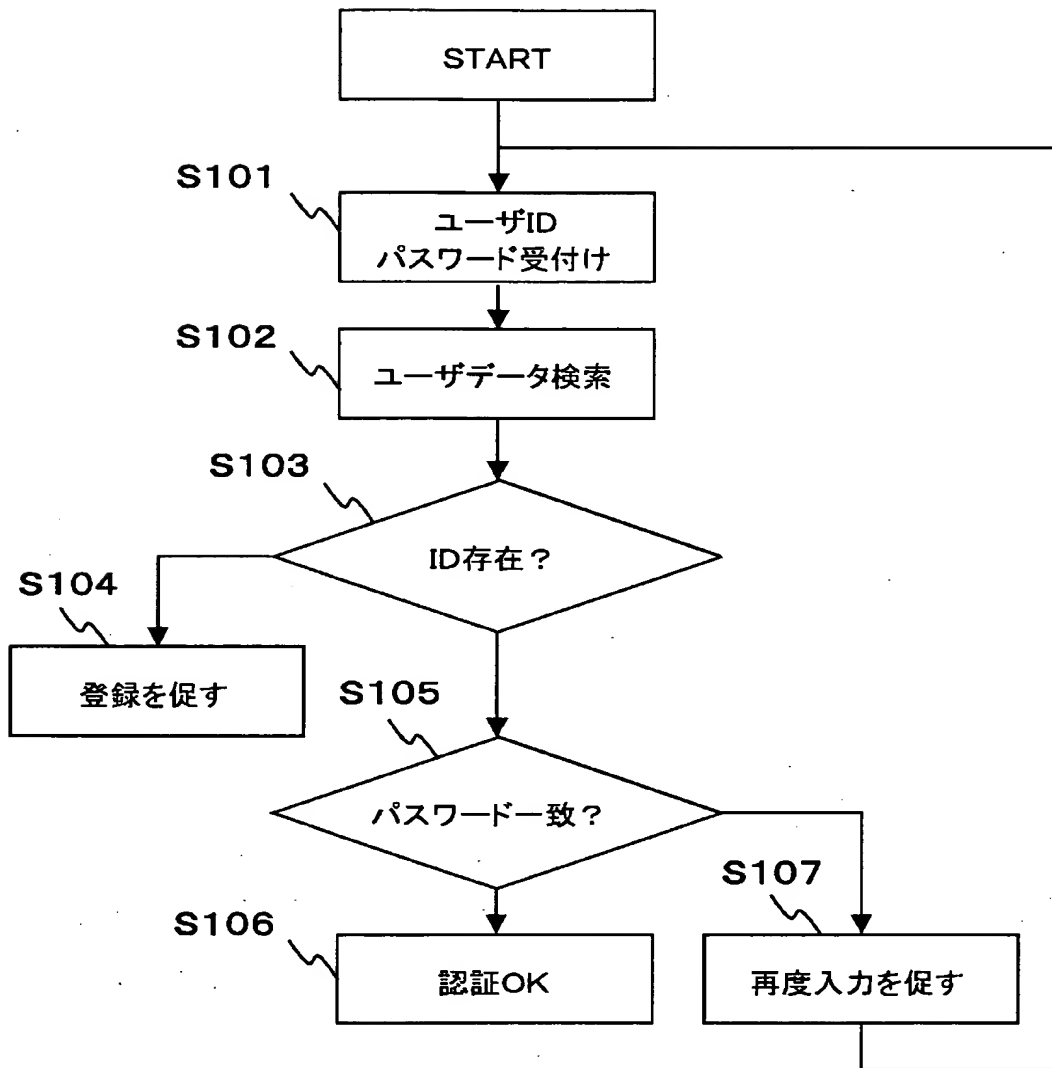 START
S101
ユーザID
パスワード受付け
S102
ユーザデータ検索
S103
ID存在？
S104
登録を促す
S105
パスワード一致？
S107
S106
認証OK
再度入力を促す